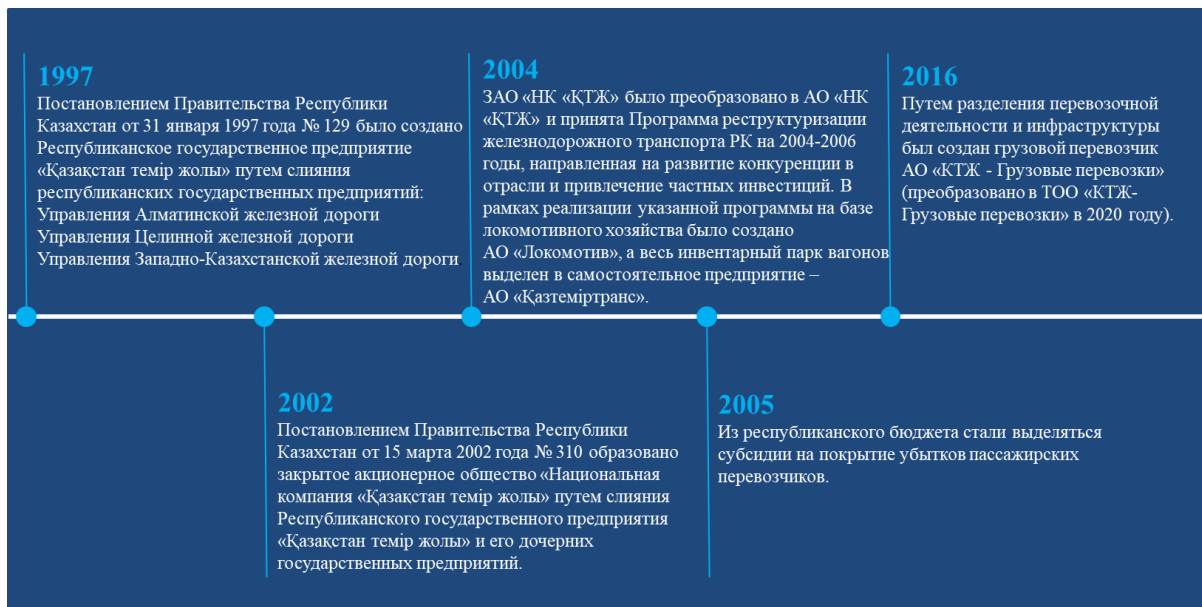 1997
Постановлением Правительства Республики
Казахстан от 31 января 1997 года № 129 было создано
Республиканское государственное предприятие
«Қазақстан темір жолы» путем слияния
республиканских государственных предприятий:
Управления Алматинской железной дороги
Управления Целинной железной дороги
Управления Западно-Казахстанской железной дороги
2002
Постановлением Правительства Республики
Казахстан от 15 марта 2002 года № 310 образовано
закрытое акционерное общество «Национальная
компания «Қазақстан темір жолы» путем слияния
Республиканского государственного предприятия
«Қазақстан темір жолы» и его дочерних
государственных предприятий.
2004
ЗАО «НК «ҚТЖ» было преобразовано в АО «НК
«ҚТЖ» и принята Программа реструктуризации
железнодорожного транспорта РК на 2004-2006
годы, направленная на развитие конкуренции в
отрасли и привлечение частных инвестиций. В
рамках реализации указанной программы на базе
локомотивного хозяйства было создано
АО «Локомотив», а весь инвентарный парк вагонов
выделен в самостоятельное предприятие –
АО «Қазтеміртранс».
2005
Из республиканского бюджета стали выделяться
субсидии на покрытие убытков пассажирских
перевозчиков.
2016
Путем разделения перевозочной
деятельности и инфраструктуры
был создан грузовой перевозчик
АО «КТЖ - Грузовые перевозки»
(преобразовано в ТОО «КТЖ-
Грузовые перевозки» в 2020 году).